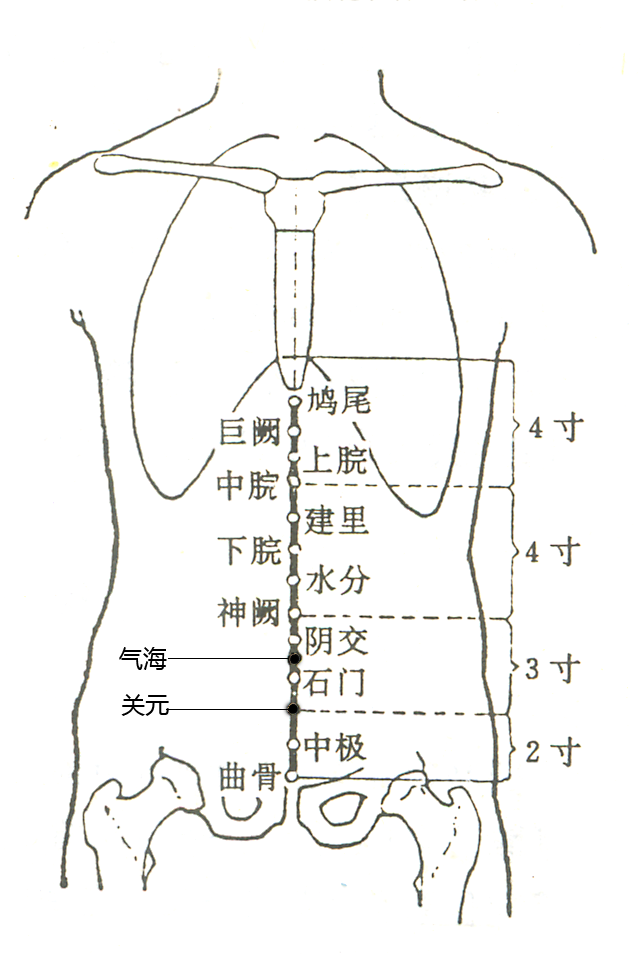 鸠尾
巨阙
4寸
上脘
中脘
建里
下脘
4寸
水分
神阙
阴交
气海
3寸
石门
关元
中极
2寸
曲骨